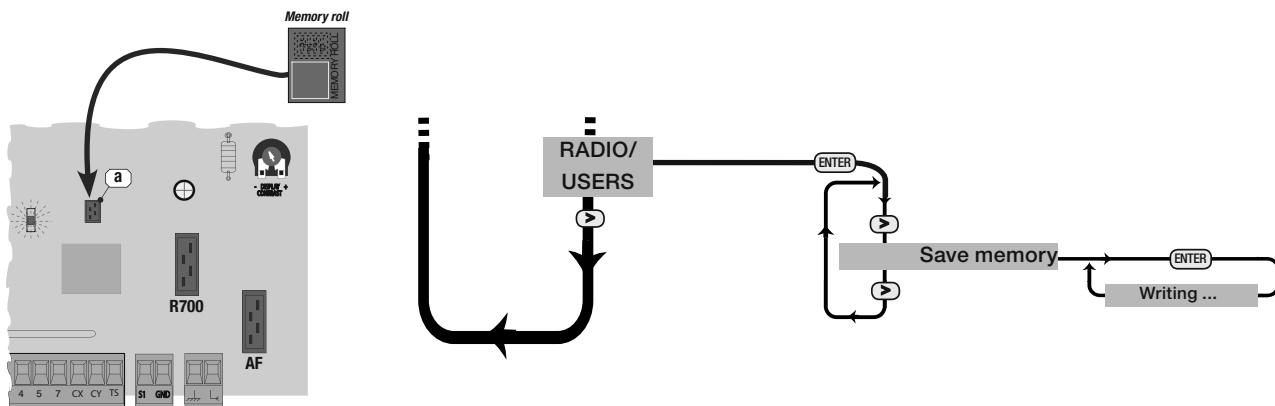 Memory roll
MEMORY ROLL
a
- DISPLAY +
CONTRAST
R700
AF
4 5 7 CX CY TS S1 GND
RADIO/
USERS
>
ENTER
>
Save memory
>
ENTER
Writing ...